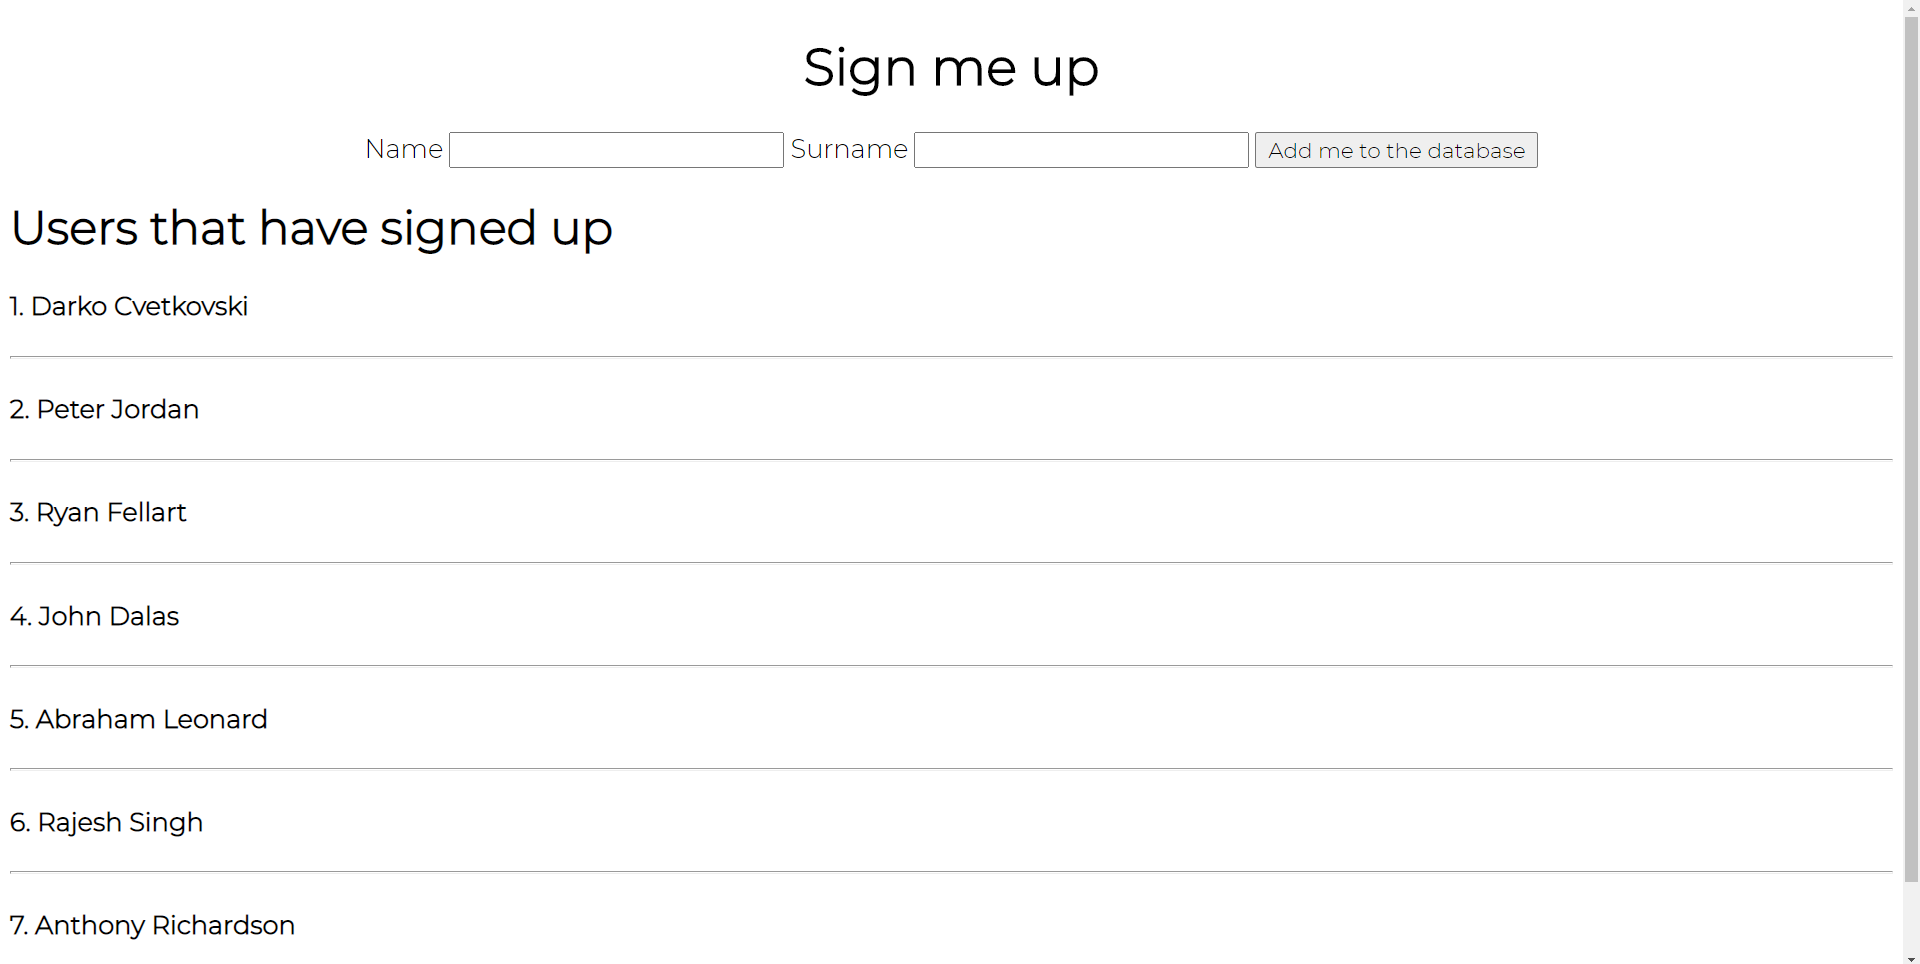 Sign me up
Name Surname Add me to the database
Users that have signed up
1. Darko Cvetkovski
2. Peter Jordan
3. Ryan Fellart
4. John Dalas
5. Abraham Leonard
6. Rajesh Singh
7. Anthony Richardson